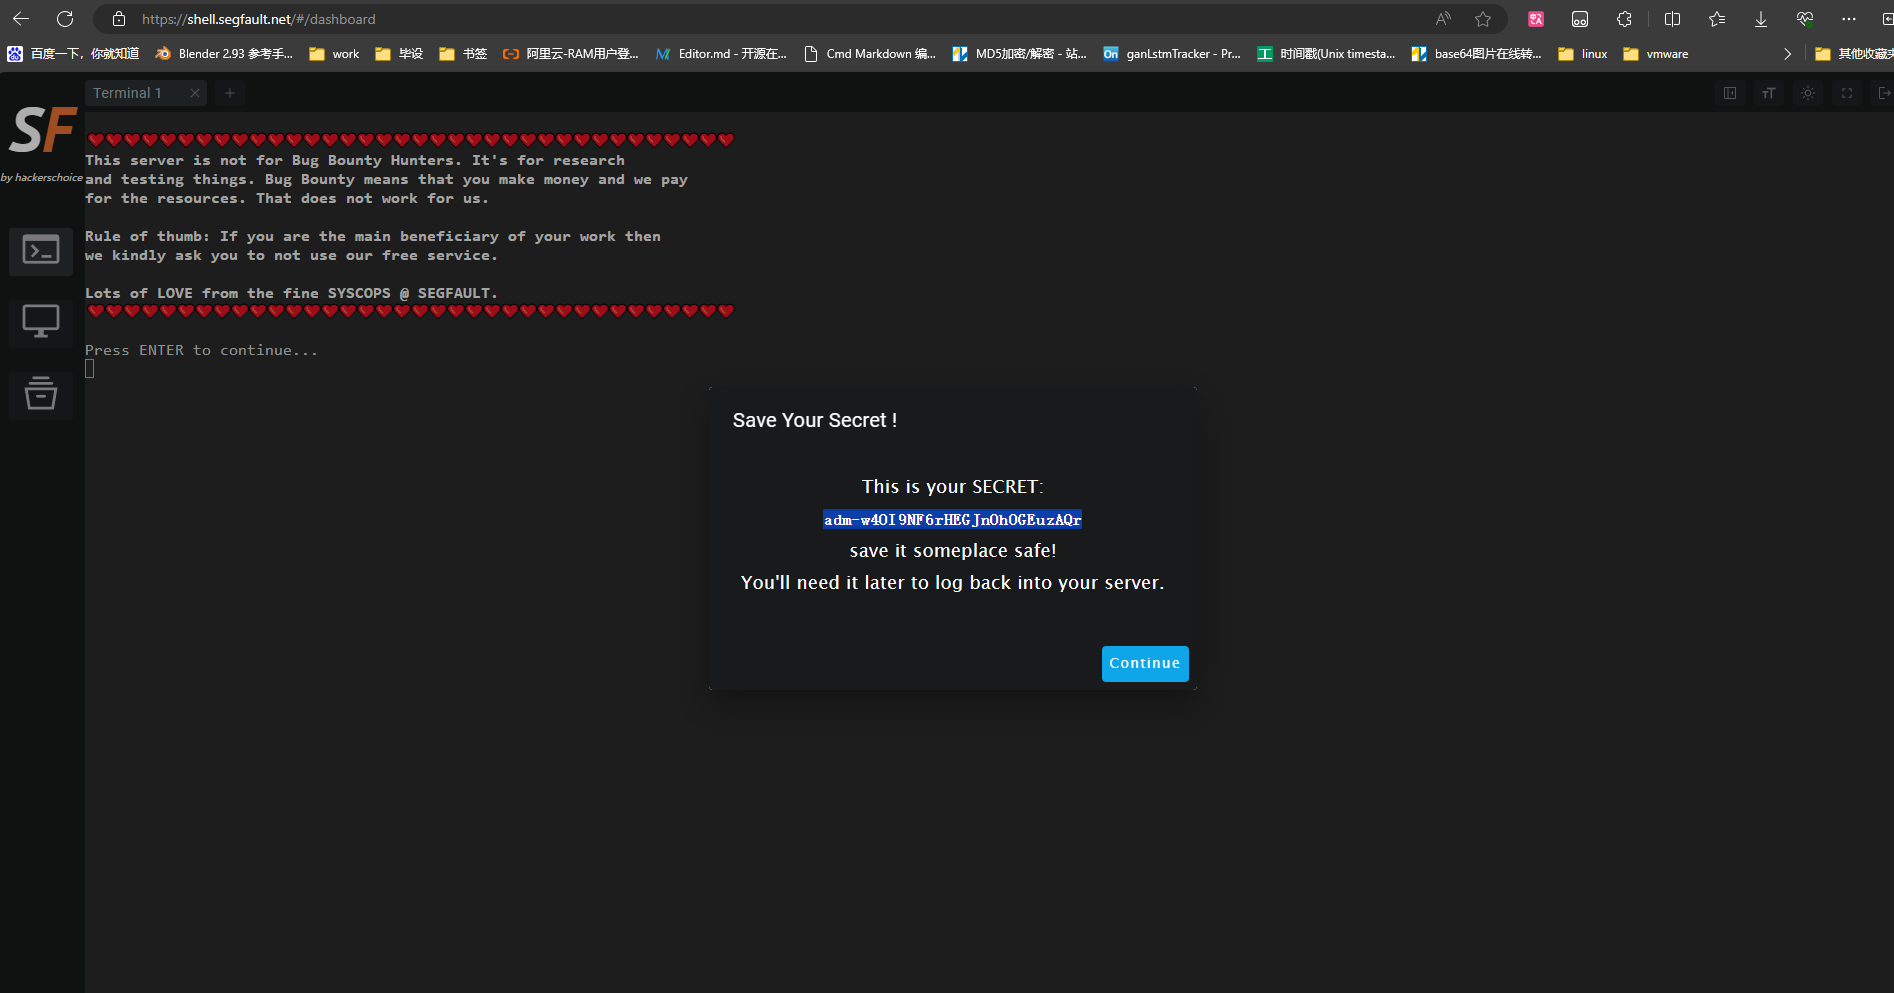 https://shell.segfault.net/#/dashboard
百度一下，你就知道 Blender 2.93 参考手... work 毕设 书签 阿里云-RAM用户登... Editor.md - 开源在... Cmd Markdown 编... MD5加密/解密 - 站... On ganLstmTracker - Pr... 工 时间戳(Unix timesta... base64图片在线转... linux vmware 其他收藏夹
Terminal 1
SF
by hackerschoice
This server is not for Bug Bounty Hunters. It's for research
and testing things. Bug Bounty means that you make money and we pay
for the resources. That does not work for us.
Rule of thumb: If you are the main beneficiary of your work then
we kindly ask you to not use our free service.
Lots of LOVE from the fine SYSCOPS @ SEGFAULT.
Press ENTER to continue...
Save Your Secret !
This is your SECRET:
adm-w4OI9NF6rHEGJnOhOGEuzAQr
save it someplace safe!
You'll need it later to log back into your server.
Continue